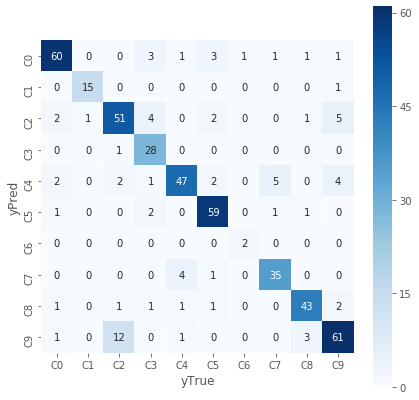 60 0 0 3 1 3 1 1 1 1
0 15 0 0 0 0 0 0 0 1
2 1 51 4 0 2 0 0 1 5
0 0 1 28 0 0 0 0 0 0
2 0 2 1 47 2 0 5 0 4
1 0 0 2 0 59 0 1 1 0
0 0 0 0 0 0 2 0 0 0
0 0 0 0 4 1 0 35 0 0
1 0 1 1 1 1 0 0 43 2
1 0 12 0 1 0 0 0 3 61
C0 C1 C2 C3 C4 C5 C6 C7 C8 C9
yTrue
C0
C1
C2
C3
C4
C5
C6
C7
C8
C9
yPred
60
45
30
15
0